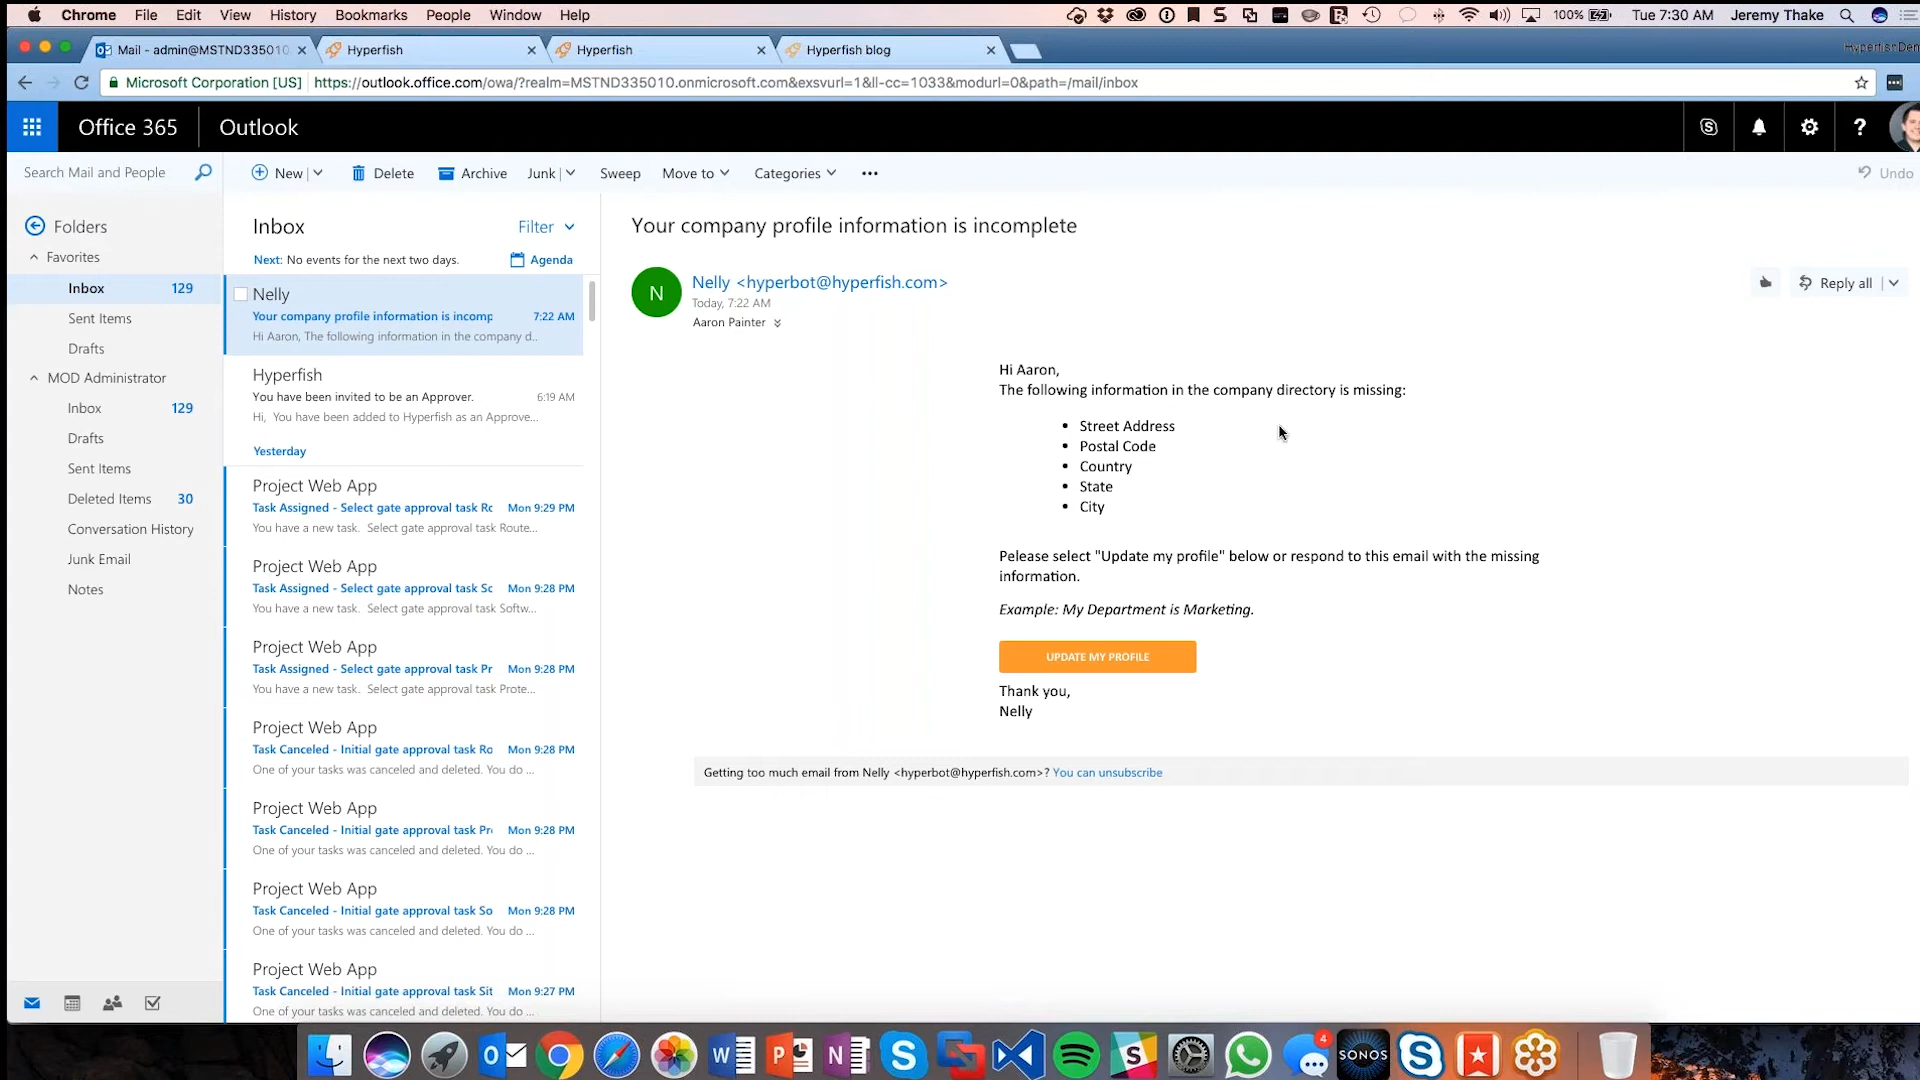 Chrome File Edit View History Bookmarks People Window Help 100% Tue 7:30 AM Jeremy Thake
Mail - admin@MSTND335010 Hyperfish Hyperfish Hyperfish blog
Microsoft Corporation [US] https://outlook.office.com/owa/?realm=MSTND335010.onmicrosoft.com&exsvurl=1&ll-cc=1033&modurl=0&path=/mail/inbox
Office 365 Outlook
Search Mail and People New Delete Archive Junk Sweep Move to Categories ••• Undo
Folders
Favorites
Inbox 129
Sent Items
Drafts
MOD Administrator
Inbox 129
Drafts
Sent Items
Deleted Items 30
Conversation History
Junk Email
Notes
Inbox Filter
Next: No events for the next two days. Agenda
Nelly
Your company profile information is incomp 7:22 AM
Hi Aaron, The following information in the company d..
Hyperfish
You have been invited to be an Approver. 6:19 AM
Hi, You have been added to Hyperfish as an Approve...
Yesterday
Project Web App
Task Assigned - Select gate approval task Rc Mon 9:29 PM
You have a new task. Select gate approval task Route...
Project Web App
Task Assigned - Select gate approval task Sc Mon 9:28 PM
You have a new task. Select gate approval task Softw...
Project Web App
Task Assigned - Select gate approval task Pr Mon 9:28 PM
You have a new task. Select gate approval task Prote...
Project Web App
Task Canceled - Initial gate approval task Ro Mon 9:28 PM
One of your tasks was canceled and deleted. You do ...
Project Web App
Task Canceled - Initial gate approval task Pr Mon 9:28 PM
One of your tasks was canceled and deleted. You do ...
Project Web App
Task Canceled - Initial gate approval task So Mon 9:28 PM
One of your tasks was canceled and deleted. You do ...
Project Web App
Task Canceled - Initial gate approval task Sit Mon 9:27 PM
One of your tasks was canceled and deleted. You do ...
Your company profile information is incomplete
N
Nelly <hyperbot@hyperfish.com>
Today, 7:22 AM
Aaron Painter
Reply all
Hi Aaron,
The following information in the company directory is missing:
• Street Address
• Postal Code
• Country
• State
• City
Pelease select "Update my profile" below or respond to this email with the missing
information.
Example: My Department is Marketing.
UPDATE MY PROFILE
Thank you,
Nelly
Getting too much email from Nelly <hyperbot@hyperfish.com>? You can unsubscribe
4
SONOS